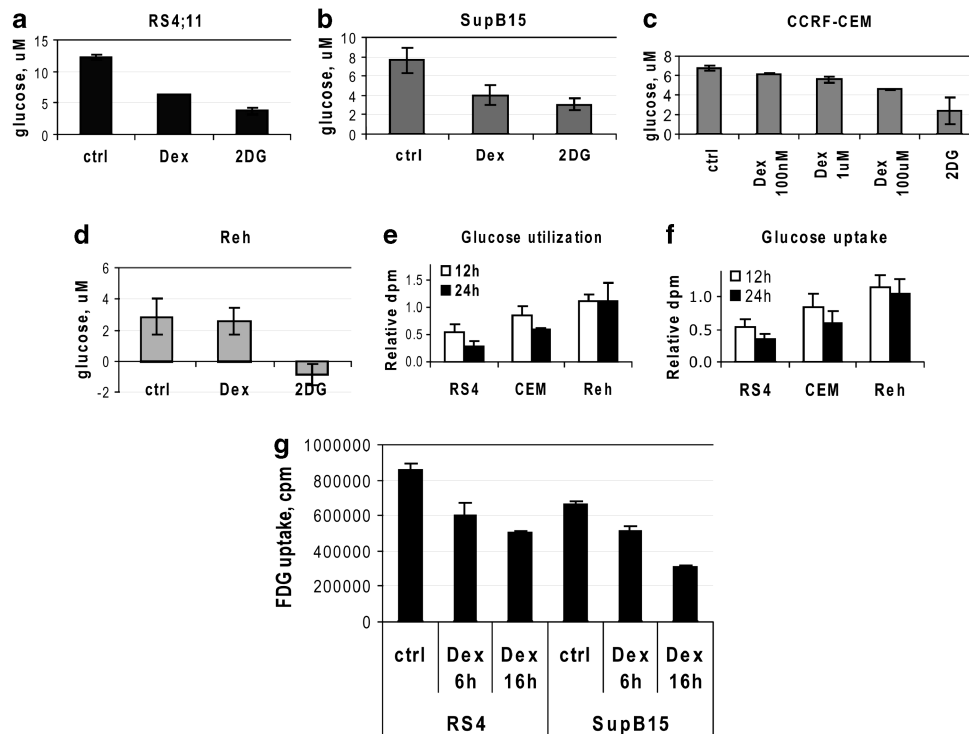 a RS4;11
glucose, uM
15
10
5
0
ctrl Dex 2DG
b SupB15
glucose, uM
10
8
6
4
2
0
ctrl Dex 2DG
c CCRF-CEM
glucose, uM
8
6
4
2
0
ctrl
Dex 100nM
Dex 1uM
Dex 100uM
2DG
d Reh
glucose, uM
6
4
2
0
-2
ctrl Dex 2DG
e Glucose utilization
Relative dpm
1.5
1.0
0.5
0.0
12h
24h
RS4 CEM Reh
f Glucose uptake
Relative dpm
1.0
0.5
0.0
12h
24h
RS4 CEM Reh
g
FDG uptake, cpm
1000000
800000
600000
400000
200000
0
ctrl Dex 6h Dex 16h ctrl Dex 6h Dex 16h
RS4 SupB15